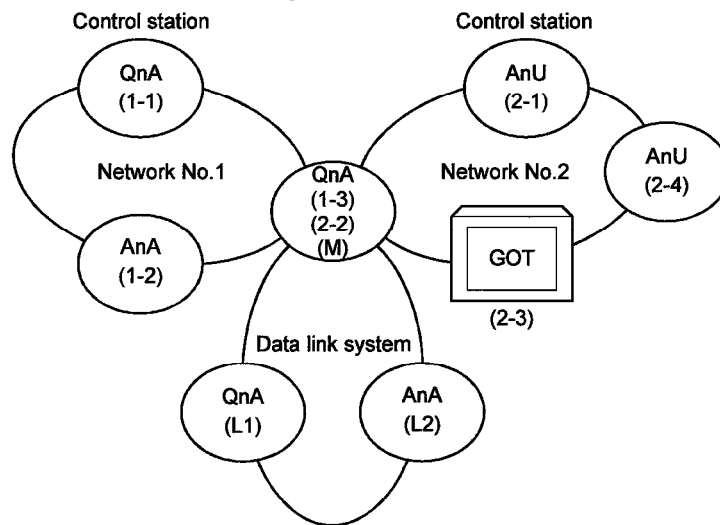 Control station
QnA
(1-1)
Network No.1
AnA
(1-2)
QnA
(1-3)
(2-2)
(M)
Control station
AnU
(2-1)
AnU
(2-4)
Network No.2
GOT
(2-3)
Data link system
QnA
(L1)
AnA
(L2)